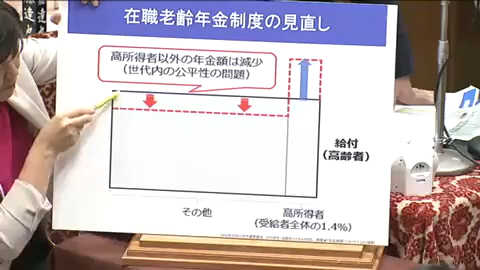 在職老齢年金制度の見直し
高所得者以外の年金額は減少
(世代内の公平性の問題)
給付
(高齢者)
その他
高所得者
(受給者全体の1.4%)